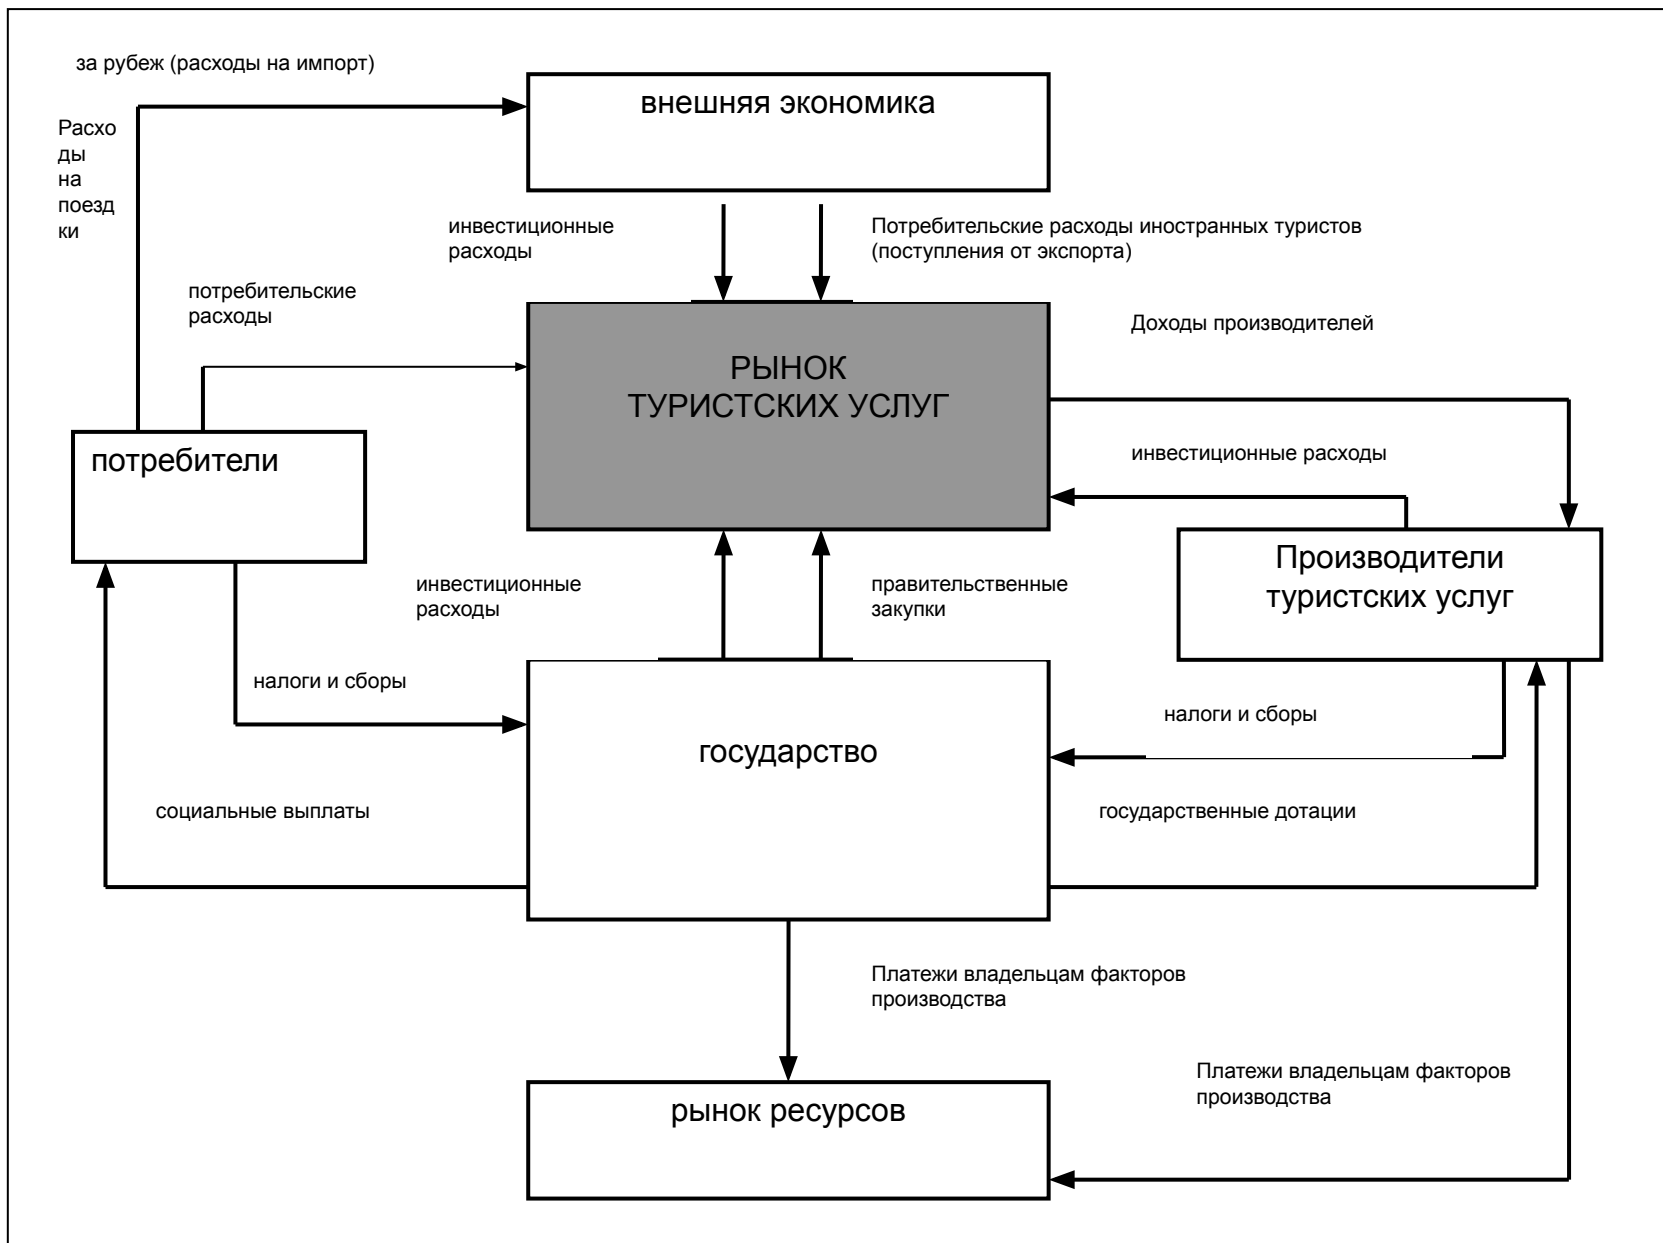 за рубеж (расходы на импорт)
внешняя экономика
Расхо
ды
на
поезд
ки
инвестиционные
расходы
Потребительские расходы иностранных туристов
(поступления от экспорта)
потребительские
расходы
Доходы производителей
РЫНОК
ТУРИСТСКИХ УСЛУГ
потребители
инвестиционные расходы
Производители
туристских услуг
инвестиционные
расходы
правительственные
закупки
налоги и сборы
налоги и сборы
государство
социальные выплаты
государственные дотации
Платежи владельцам факторов
производства
Платежи владельцам факторов
производства
рынок ресурсов